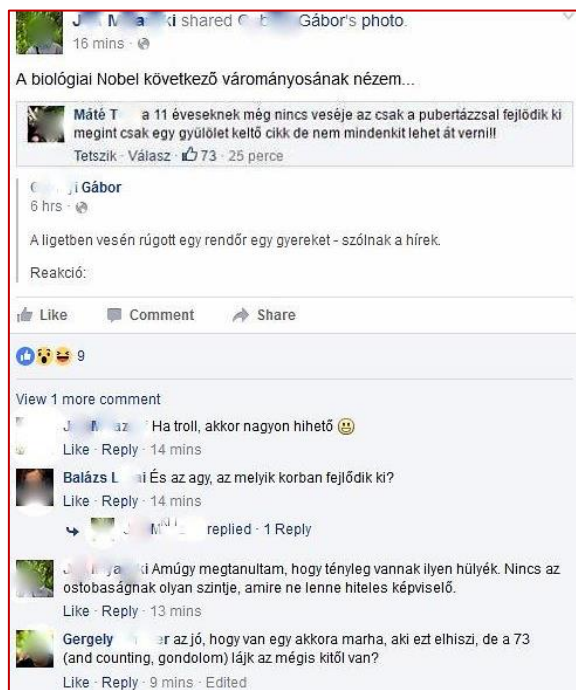 ki shared Gábor's photo.
16 mins ·
A biológiai Nobel következő várományosának nézem...
Máté T a 11 éveseknek még nincs veséje az csak a pubertázzsal fejlődik ki
megint csak egy gyülölet keltő cikk de nem mindenkit lehet át verni!!
Tetszik · Válasz · 73 · 25 perce
i Gábor
6 hrs ·
A ligetben vesén rúgott egy rendőr egy gyereket - szólnak a hírek.
Reakció:
Like Comment Share
9
View 1 more comment
Ha troll, akkor nagyon hihető
Like · Reply · 14 mins
Balázs L ai És az agy, az melyik korban fejlődik ki?
Like · Reply · 14 mins
replied · 1 Reply
ki Amúgy megtanultam, hogy tényleg vannak ilyen hülyék. Nincs az
ostobaságnak olyan szintje, amire ne lenne hiteles képviselő.
Like · Reply · 13 mins
Gergely er az jó, hogy van egy akkora marha, aki ezt elhiszi, de a 73
(and counting, gondolom) lájk az mégis kitől van?
Like · Reply · 9 mins · Edited